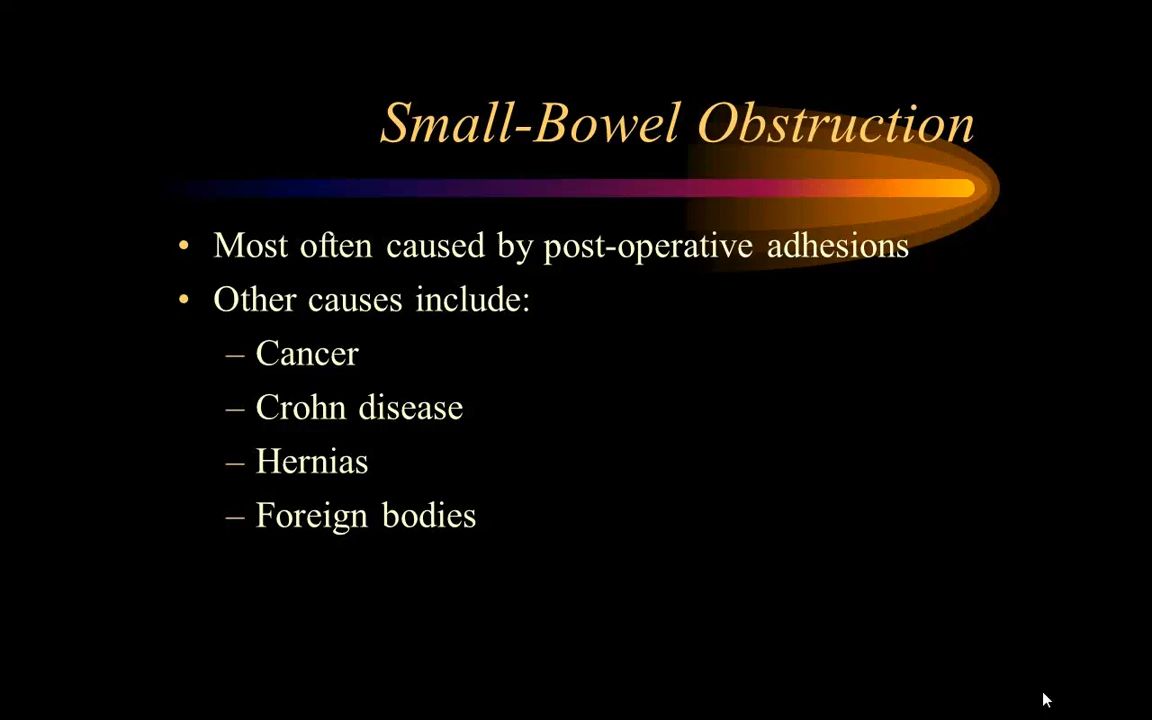 Small-Bowel Obstruction
• Most often caused by post-operative adhesions
• Other causes include:
– Cancer
– Crohn disease
– Hernias
– Foreign bodies